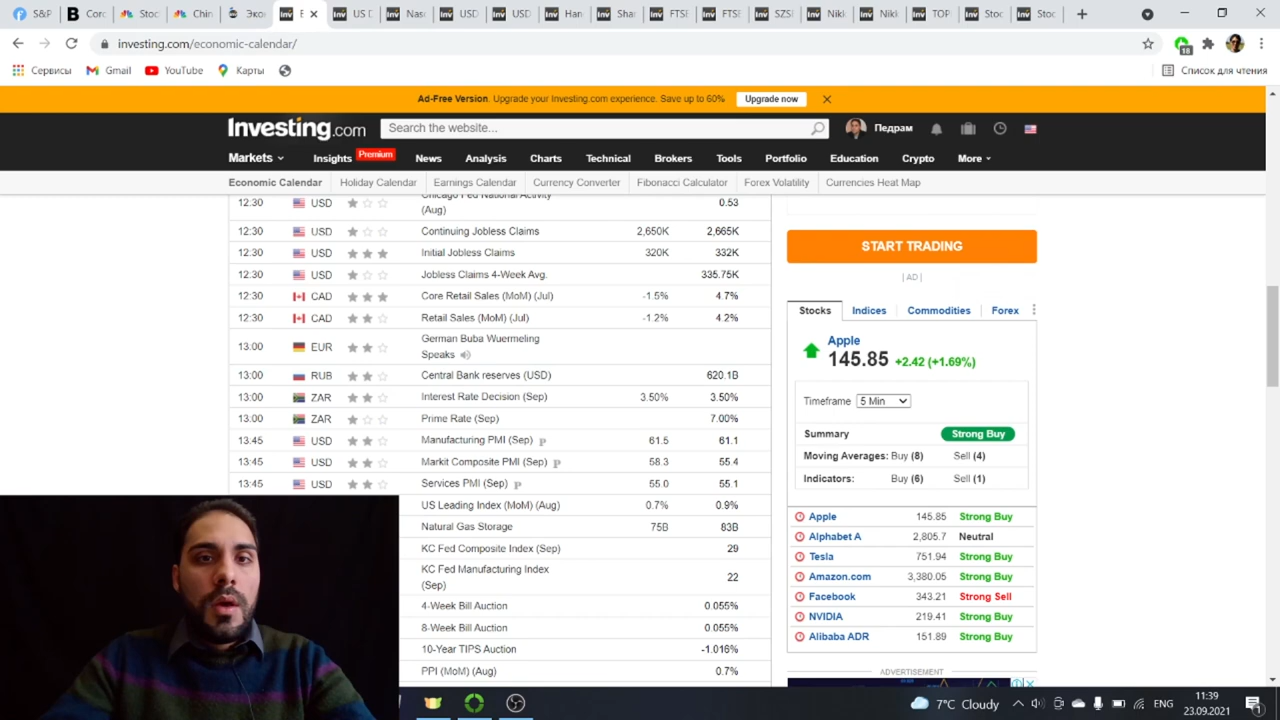 S&P
Corc
Stoc
Chin
Эко
E
US D
Nas
USD
USD
Han
Sha
FTSE
FTSE
SZSE
Nikk
Nikk
TOP
Stoc
Stoc
investing.com/economic-calendar/
18
Сервисы
Gmail
YouTube
Карты
Список для чтения
Ad-Free Version. Upgrade your Investing.com experience. Save up to 60%
Upgrade now
Investing.com
Search the website...
Педрам
Markets
Insights
Premium
News
Analysis
Charts
Technical
Brokers
Tools
Portfolio
Education
Crypto
More
Economic Calendar
Holiday Calendar
Earnings Calendar
Currency Converter
Fibonacci Calculator
Forex Volatility
Currencies Heat Map
12:30 USD Chicago Fed National Activity 0.53
(Aug)
12:30 USD Continuing Jobless Claims 2,650K 2,665K
12:30 USD Initial Jobless Claims 320K 332K
12:30 USD Jobless Claims 4-Week Avg. 335.75K
12:30 CAD Core Retail Sales (MoM) (Jul) -1.5% 4.7%
12:30 CAD Retail Sales (MoM) (Jul) -1.2% 4.2%
13:00 EUR German Buba Wuermeling
Speaks
13:00 RUB Central Bank reserves (USD) 620.1B
13:00 ZAR Interest Rate Decision (Sep) 3.50% 3.50%
13:00 ZAR Prime Rate (Sep) 7.00%
13:45 USD Manufacturing PMI (Sep) P 61.5 61.1
13:45 USD Markit Composite PMI (Sep) P 58.3 55.4
13:45 USD Services PMI (Sep) P 55.0 55.1
US Leading Index (MoM) (Aug) 0.7% 0.9%
Natural Gas Storage 75B 83B
KC Fed Composite Index (Sep) 29
KC Fed Manufacturing Index 22
(Sep)
4-Week Bill Auction 0.055%
8-Week Bill Auction 0.055%
10-Year TIPS Auction -1.016%
PPI (MoM) (Aug) 0.7%
START TRADING
| AD |
Stocks
Indices
Commodities
Forex
Apple
145.85 +2.42 (+1.69%)
Timeframe 5 Min
Summary Strong Buy
Moving Averages: Buy (8) Sell (4)
Indicators: Buy (6) Sell (1)
Apple 145.85 Strong Buy
Alphabet A 2,805.7 Neutral
Tesla 751.94 Strong Buy
Amazon.com 3,380.05 Strong Buy
Facebook 343.21 Strong Sell
NVIDIA 219.41 Strong Buy
Alibaba ADR 151.89 Strong Buy
ADVERTISEMENT
7°C Cloudy
ENG
11:39
23.09.2021
1